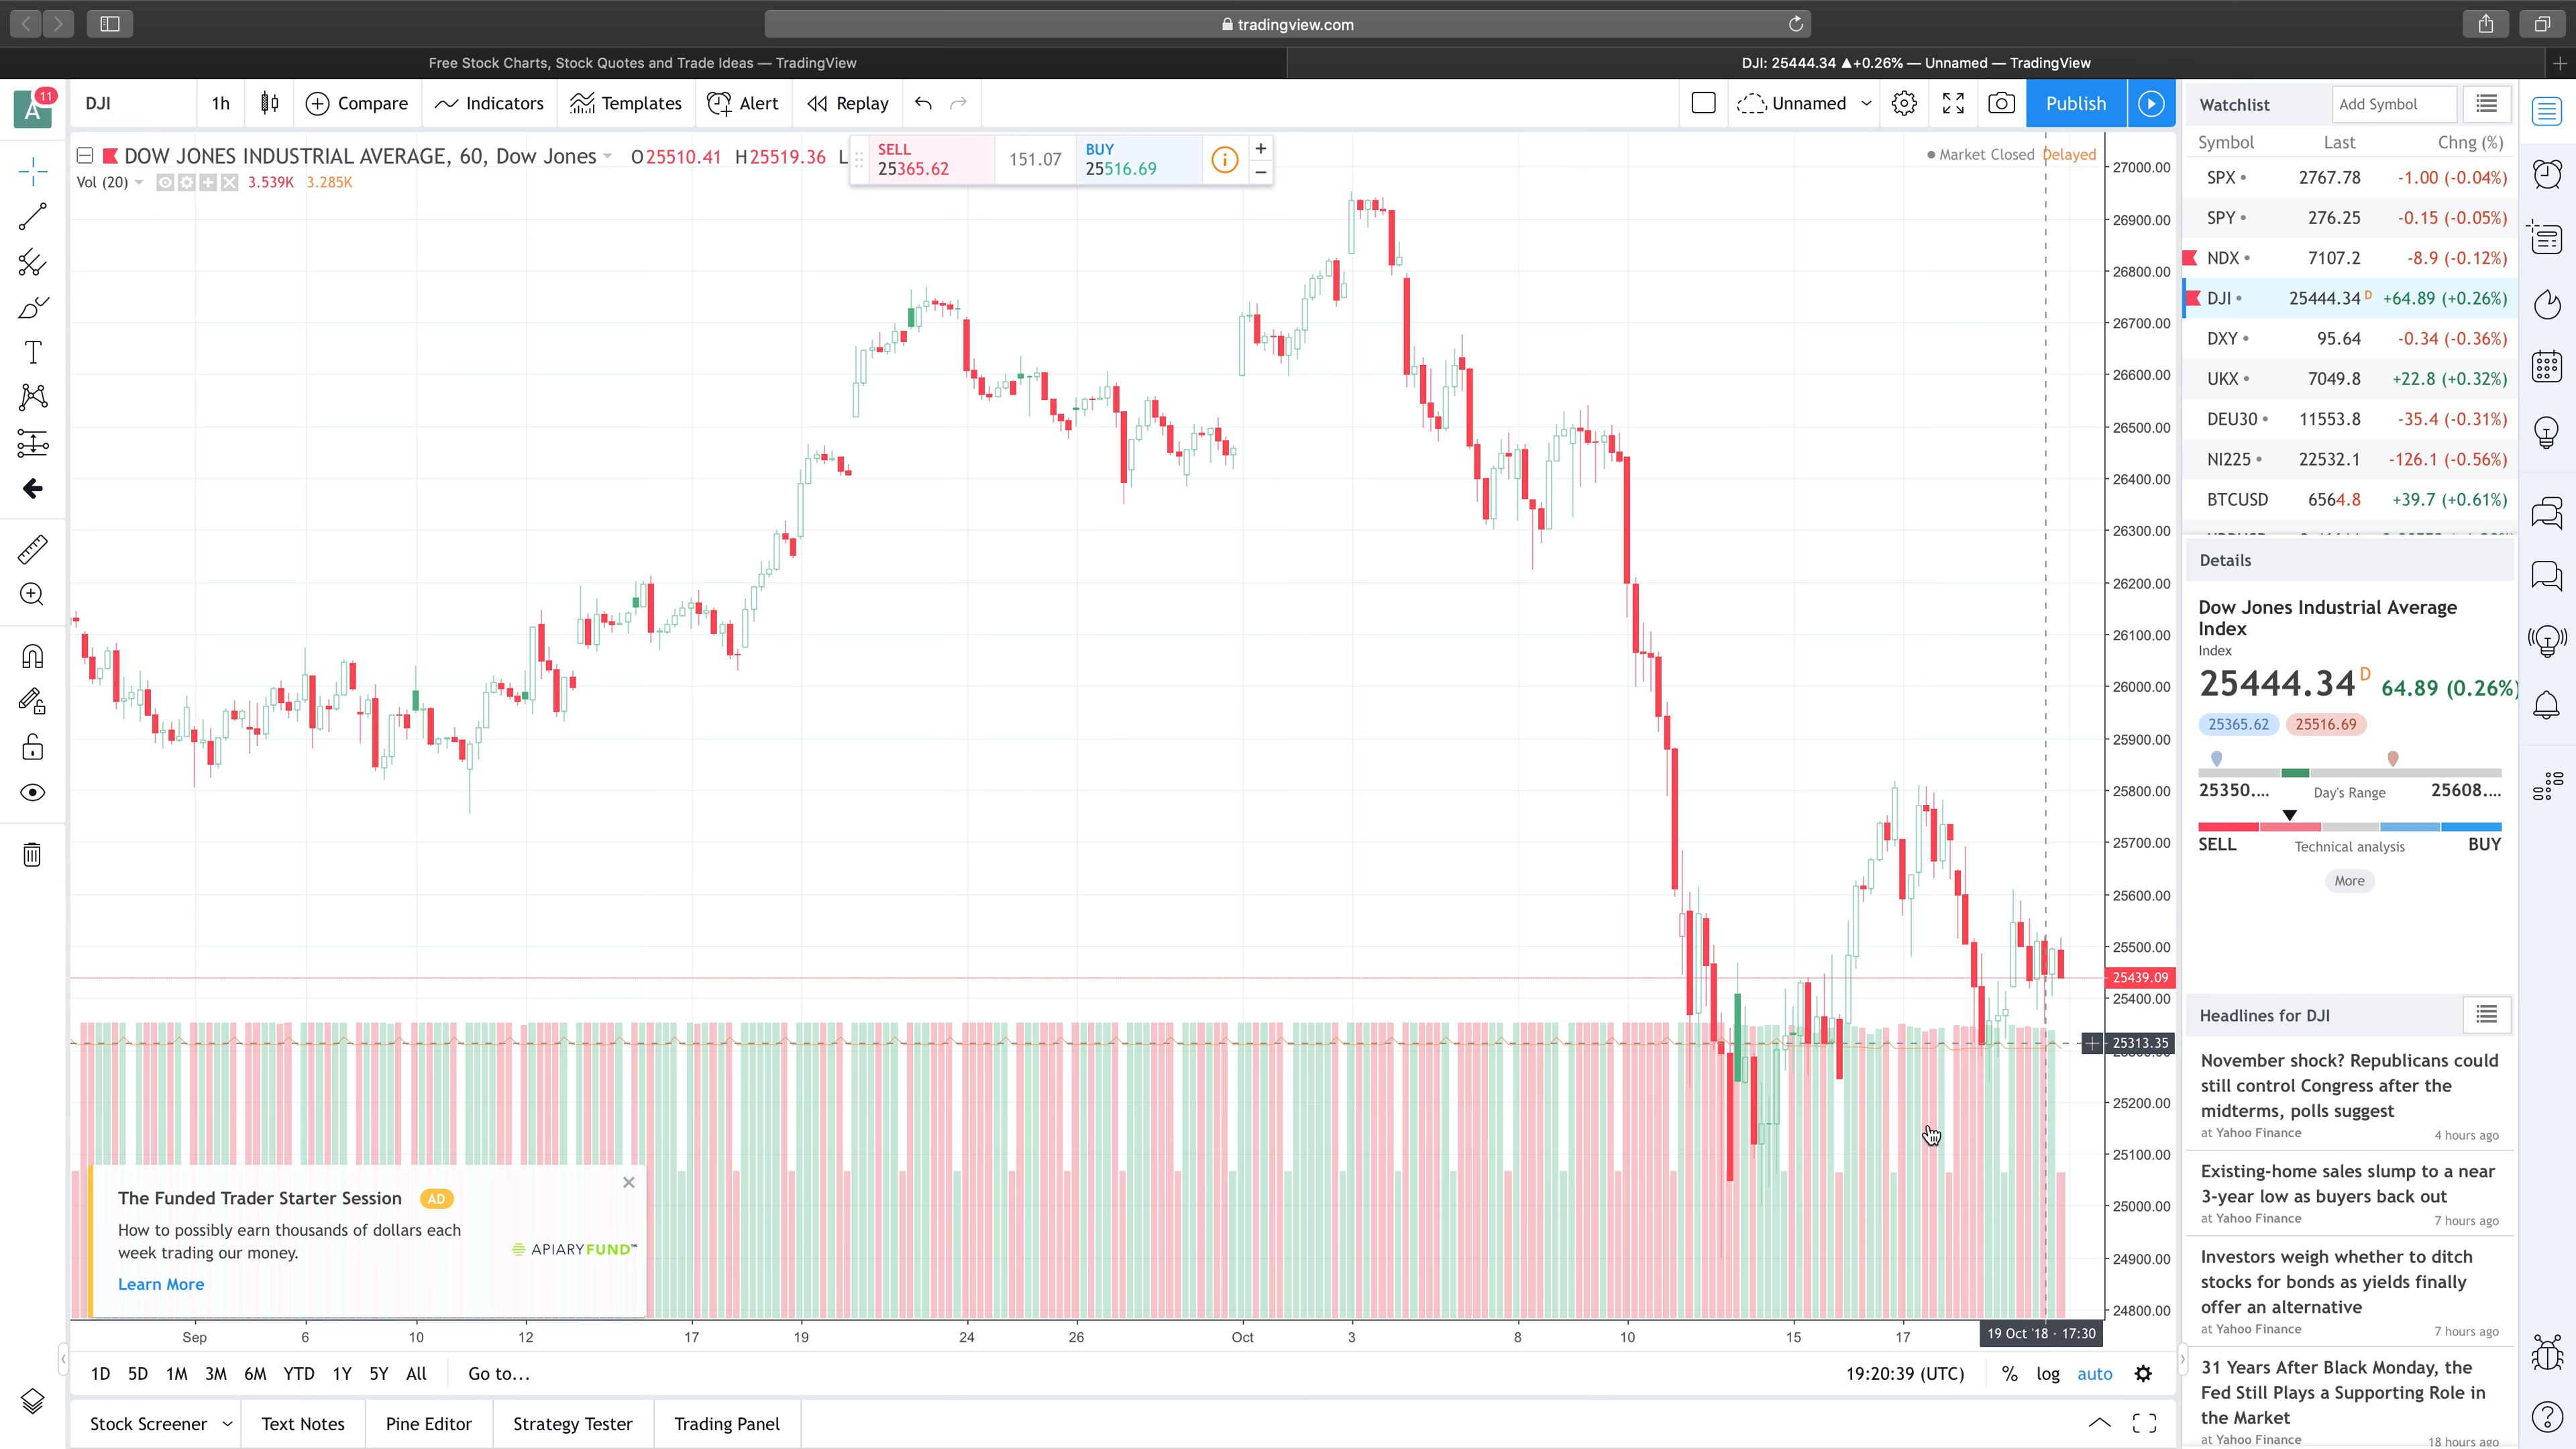 tradingview.com
Free Stock Charts, Stock Quotes and Trade Ideas — TradingView
DJI: 25444.34 ▲+0.26% — Unnamed — TradingView
A 11
DJI
1h
Compare
Indicators
Templates
Alert
Replay
Unnamed
Publish
DOW JONES INDUSTRIAL AVERAGE, 60, Dow Jones O25510.41 H25519.36 L
SELL
25365.62
151.07
BUY
25516.69
Market Closed Delayed
Vol (20) 3.539K 3.285K
27000.00
26900.00
26800.00
26700.00
26600.00
26500.00
26400.00
26300.00
26200.00
26100.00
26000.00
25900.00
25800.00
25700.00
25600.00
25500.00
25439.09
25400.00
25313.35
25200.00
25100.00
25000.00
24900.00
24800.00
The Funded Trader Starter Session AD
How to possibly earn thousands of dollars each
week trading our money.
APIARYFUND™
Learn More
Sep 6 10 12 17 19 24 26 Oct 3 8 10 15 17 19 Oct '18 · 17:30
1D 5D 1M 3M 6M YTD 1Y 5Y All Go to...
19:20:39 (UTC) % log auto
Stock Screener Text Notes Pine Editor Strategy Tester Trading Panel
Watchlist Add Symbol
Symbol Last Chng (%)
SPX 2767.78 -1.00 (-0.04%)
SPY 276.25 -0.15 (-0.05%)
NDX 7107.2 -8.9 (-0.12%)
DJI 25444.34 D +64.89 (+0.26%)
DXY 95.64 -0.34 (-0.36%)
UKX 7049.8 +22.8 (+0.32%)
DEU30 11553.8 -35.4 (-0.31%)
NI225 22532.1 -126.1 (-0.56%)
BTCUSD 6564.8 +39.7 (+0.61%)
Details
Dow Jones Industrial Average
Index
Index
25444.34 D 64.89 (0.26%)
25365.62 25516.69
25350.... Day's Range 25608....
SELL Technical analysis BUY
More
Headlines for DJI
November shock? Republicans could
still control Congress after the
midterms, polls suggest
at Yahoo Finance 4 hours ago
Existing-home sales slump to a near
3-year low as buyers back out
at Yahoo Finance 7 hours ago
Investors weigh whether to ditch
stocks for bonds as yields finally
offer an alternative
at Yahoo Finance 7 hours ago
31 Years After Black Monday, the
Fed Still Plays a Supporting Role in
the Market
at Yahoo Finance 18 hours ago